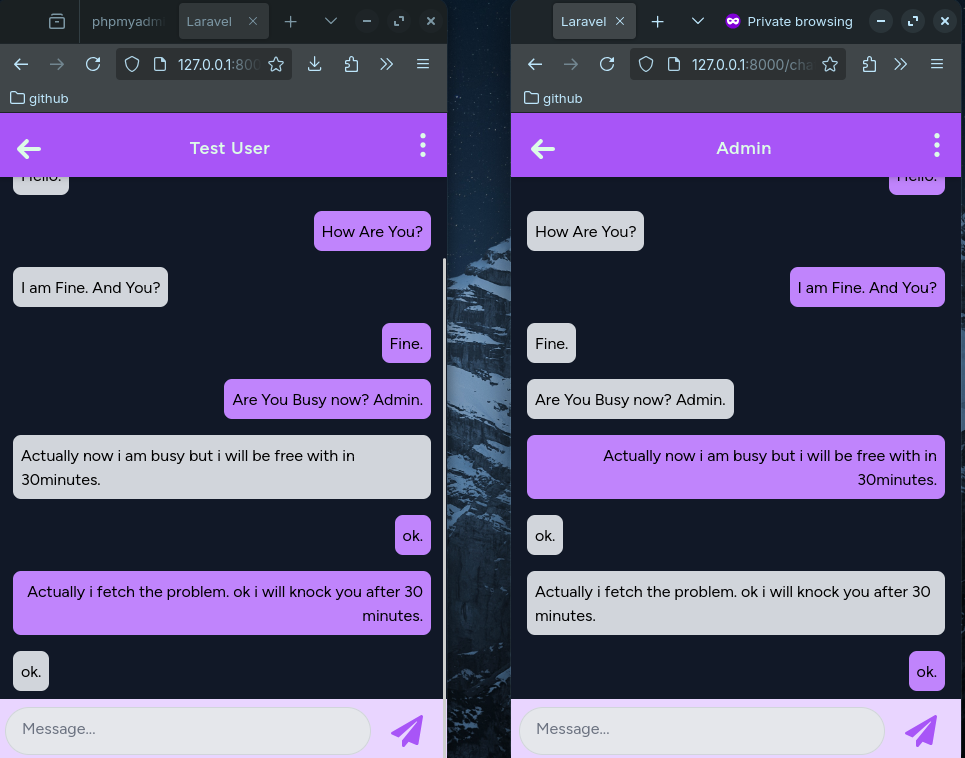 phpmyadm
Laravel
127.0.0.1:800
github
Test User
Hello.
How Are You?
I am Fine. And You?
Fine.
Are You Busy now? Admin.
Actually now i am busy but i will be free with in
30minutes.
ok.
Actually i fetch the problem. ok i will knock you after 30
minutes.
ok.
Message...
Laravel
Private browsing
127.0.0.1:8000/cha
github
Admin
Hello.
How Are You?
I am Fine. And You?
Fine.
Are You Busy now? Admin.
Actually now i am busy but i will be free with in
30minutes.
ok.
Actually i fetch the problem. ok i will knock you after 30
minutes.
ok.
Message...